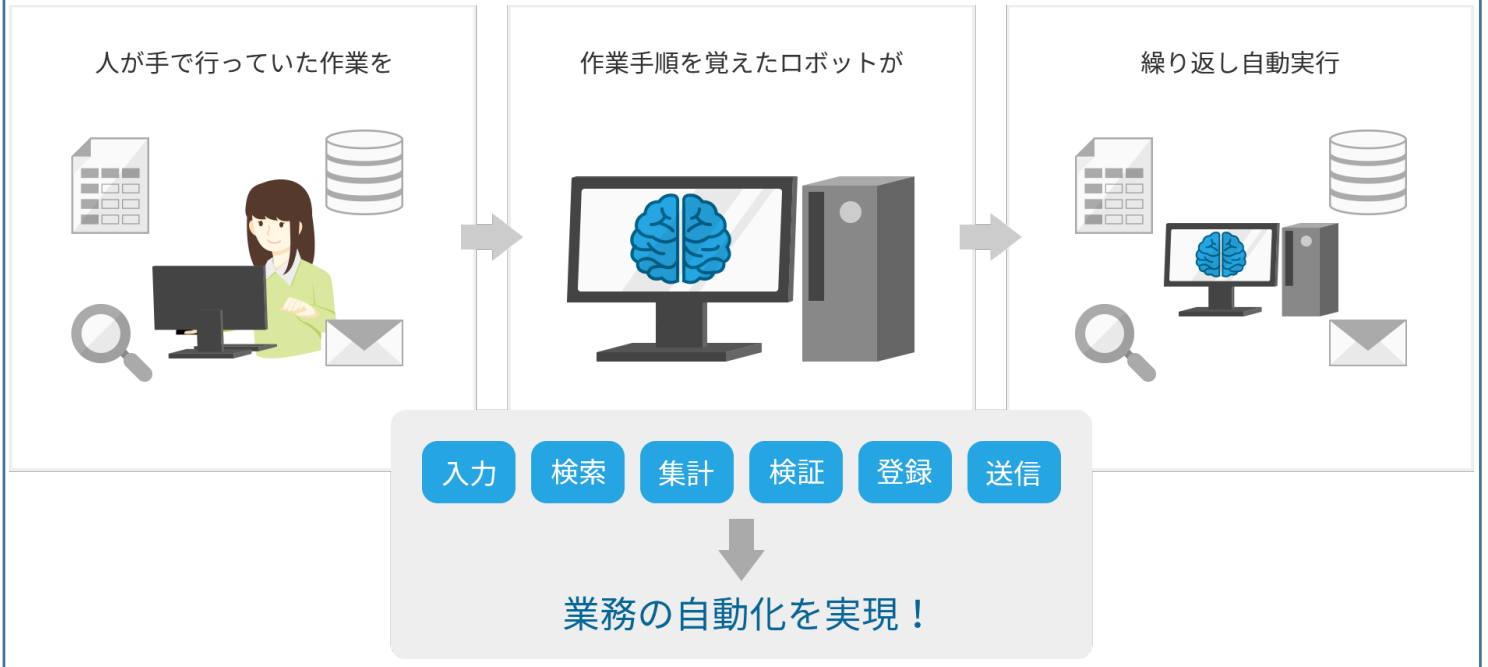 人が手で行っていた作業を
作業手順を覚えたロボットが
繰り返し自動実行
入力
検索
集計
検証
登録
送信
業務の自動化を実現！